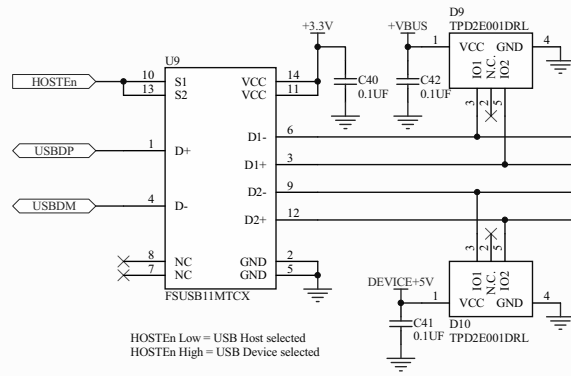 D9
TPD2E001DRL
+3.3V
+VBUS
1
VCC
GND
4
IO1
N.C.
IO2
3
2
5
C40
0.1UF
C42
0.1UF
U9
HOSTEn
10
S1
VCC
14
13
S2
VCC
11
D1-
6
USBDP
1
D+
D1+
3
D2-
9
USBDM
4
D-
D2+
12
8
NC
GND
2
7
NC
GND
5
FSUSB11MTCX
3
2
5
IO1
N.C.
IO2
DEVICE+5V
1
VCC
GND
4
D10
TPD2E001DRL
C41
0.1UF
HOSTEn Low = USB Host selected
HOSTEn High = USB Device selected